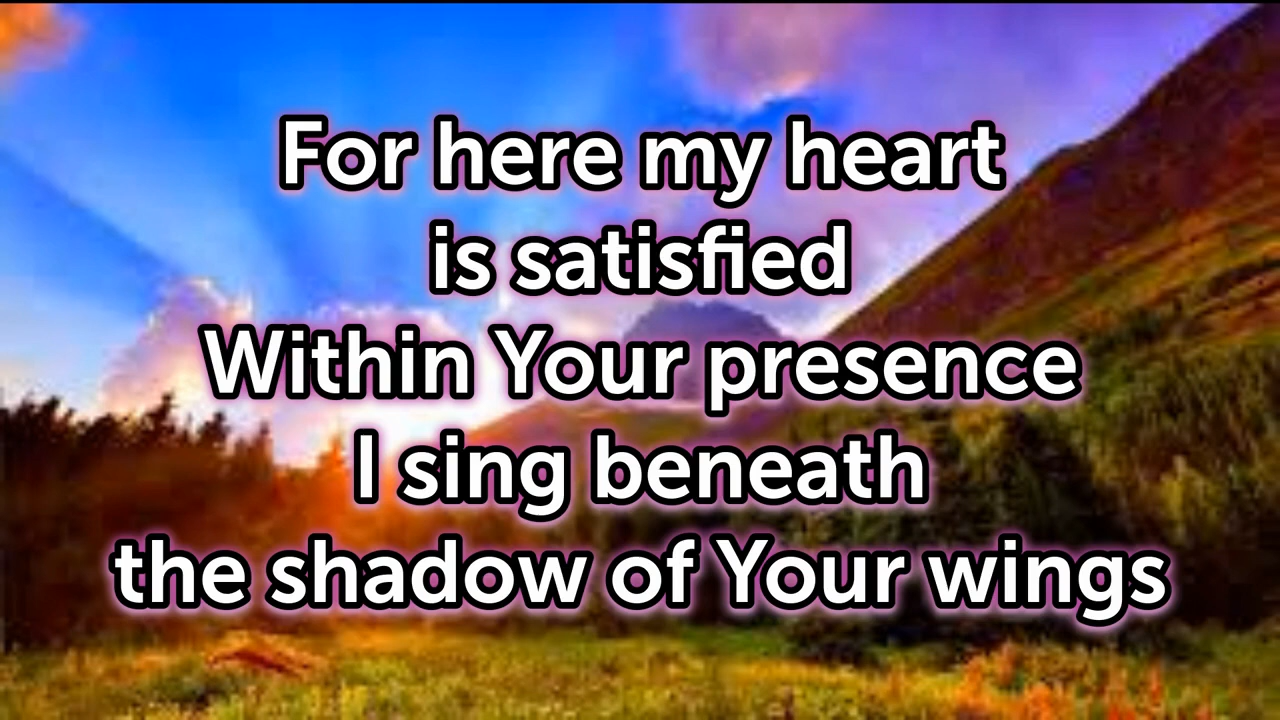 For here my heart
is satisfied
Within Your presence
I sing beneath
the shadow of Your wings